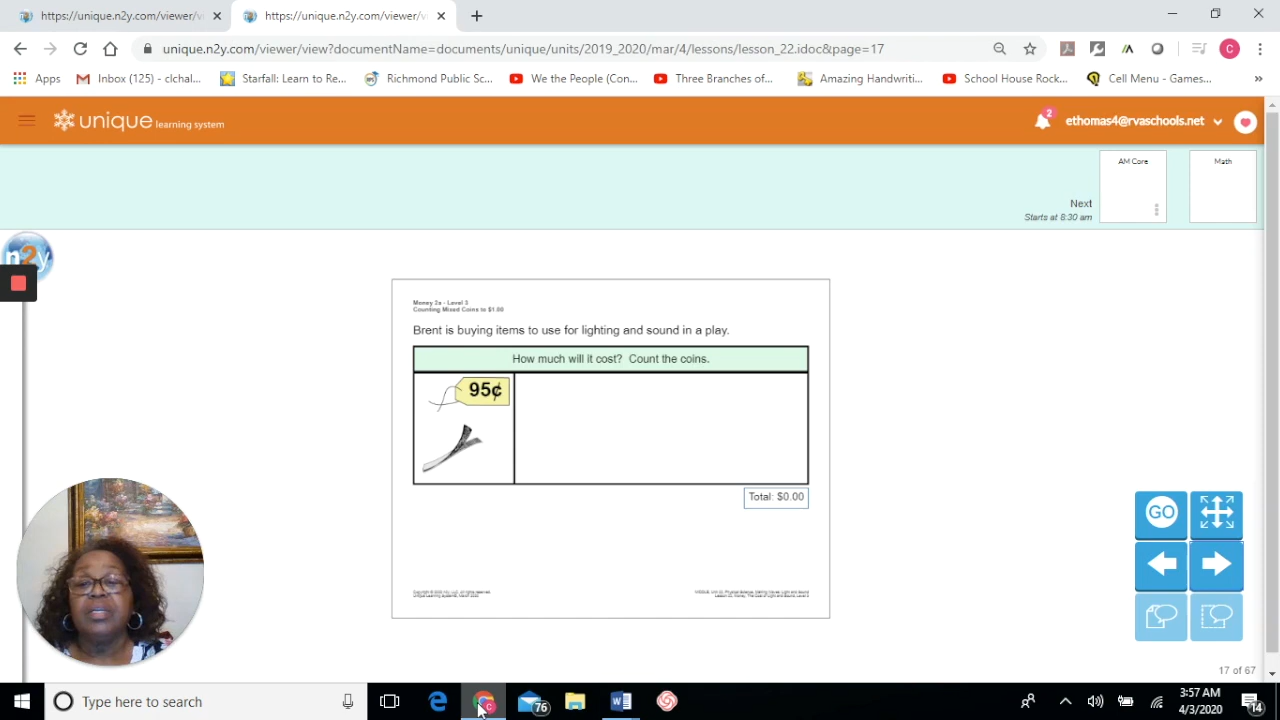 https://unique.n2y.com/viewer/vi
https://unique.n2y.com/viewer/vi
unique.n2y.com/viewer/view?documentName=documents/unique/units/2019_2020/mar/4/lessons/lesson_22.idoc&page=17
C
Apps
Inbox (125) - clchal...
Starfall: Learn to Re...
Richmond Public Sc...
We the People (Con...
Three Branches of...
Amazing Handwriti...
School House Rock...
Cell Menu - Games...
»
unique learning system
2
ethomas4@rvaschools.net
AM Core
Math
Next
Starts at 8:30 am
n2y
Money 2a - Level 3
Counting Mixed Coins to $1.00
Brent is buying items to use for lighting and sound in a play.
How much will it cost? Count the coins.
95¢
Total: $0.00
GO
17 of 67
Type here to search
76
3:57 AM
4/3/2020
14